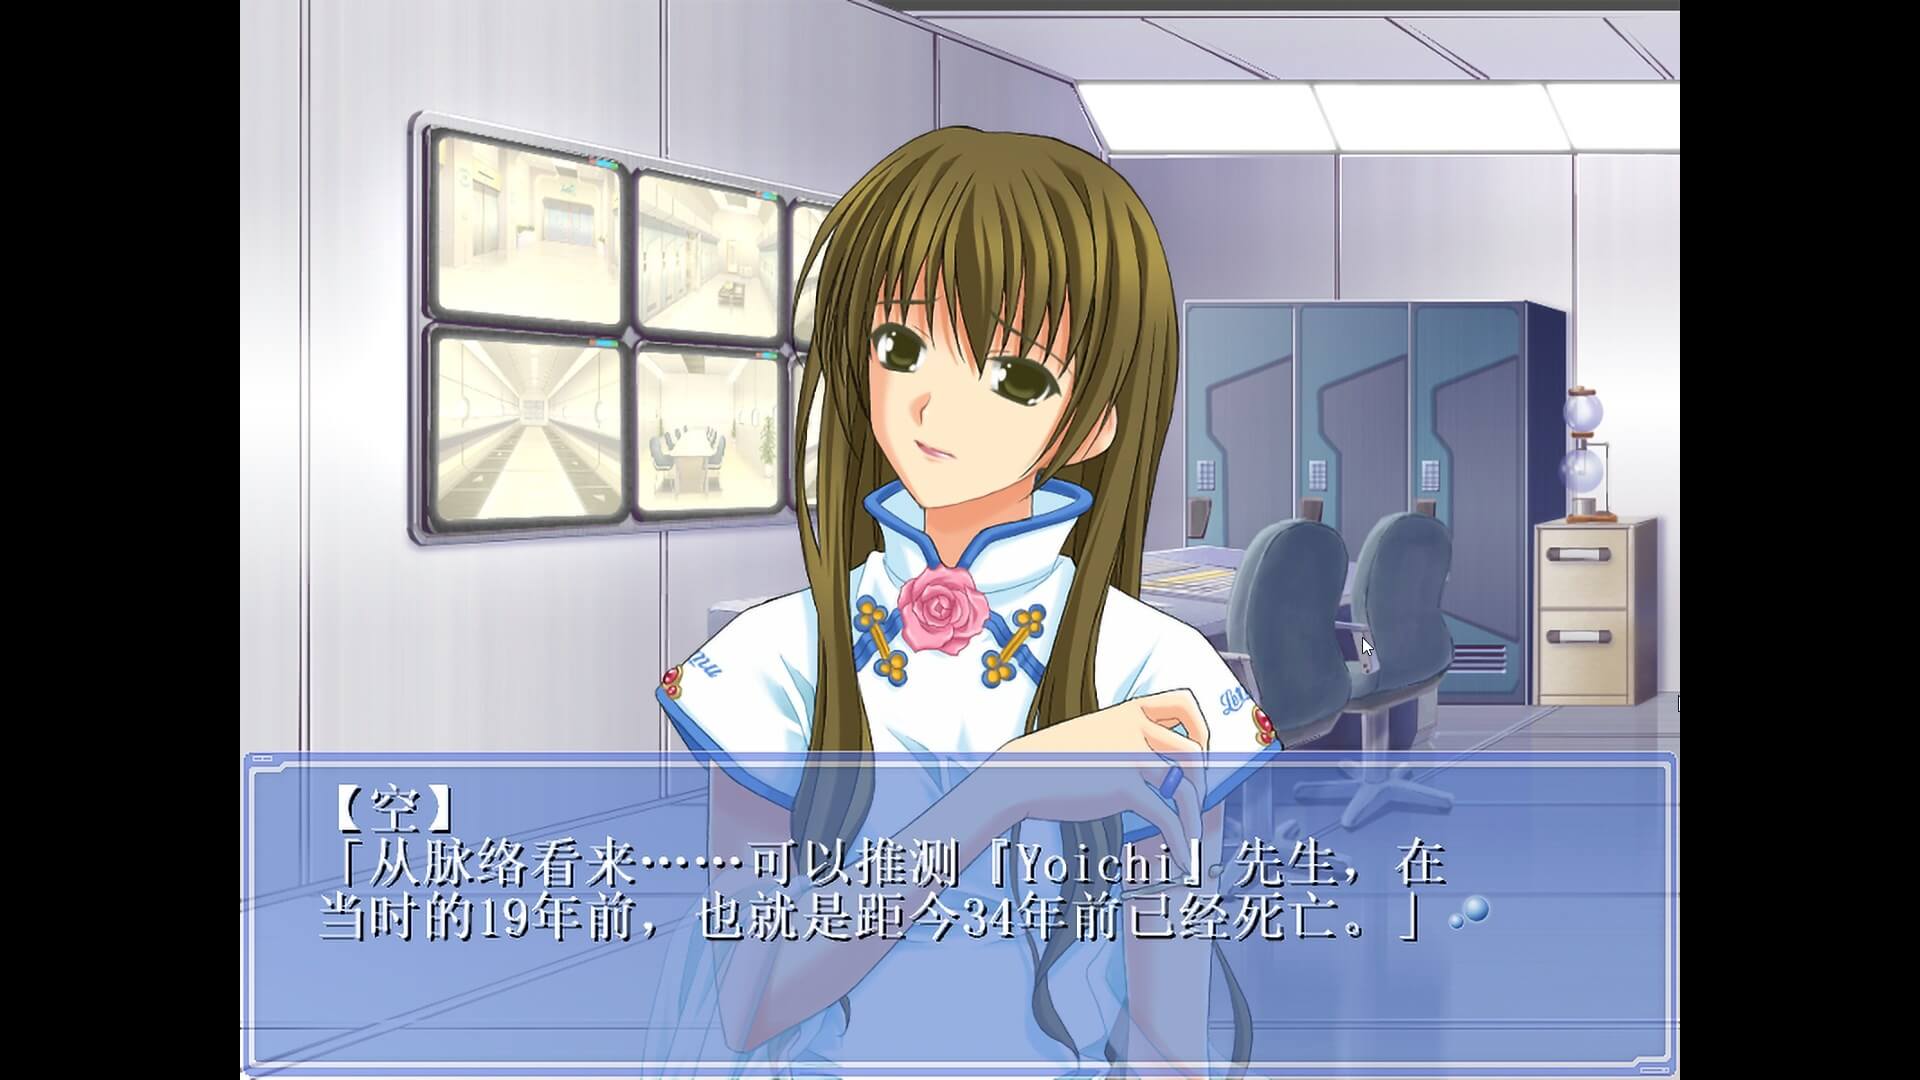 【空】
「从脉络看来……可以推测『Yoichi』先生，在
当时的19年前，也就是距今34年前已经死亡。」